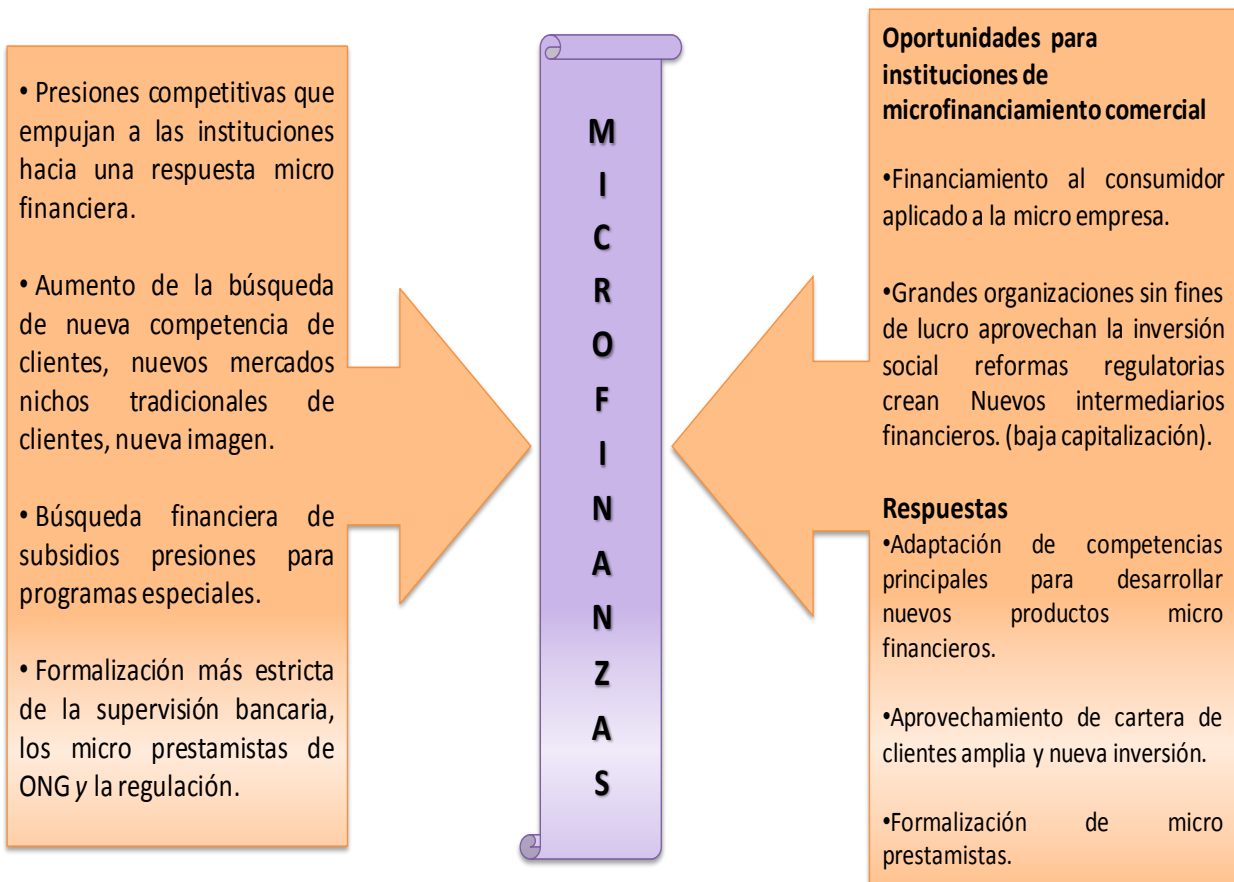 • Presiones competitivas que
empujan a las instituciones
hacia una respuesta micro
financiera.
• Aumento de la búsqueda
de nueva competencia de
clientes, nuevos mercados
nichos tradicionales de
clientes, nueva imagen.
• Búsqueda financiera de
subsidios presiones para
programas especiales.
• Formalización más estricta
de la supervisión bancaria,
los micro prestamistas de
ONG y la regulación.
M
I
C
R
O
F
I
N
A
N
Z
A
S
Oportunidades para
instituciones de
microfinanciamiento comercial
•Financiamiento al consumidor
aplicado a la micro empresa.
•Grandes organizaciones sin fines
de lucro aprovechan la inversión
social reformas regulatorias
crean Nuevos intermediarios
financieros. (baja capitalización).
Respuestas
•Adaptación de competencias
principales para desarrollar
nuevos productos micro
financieros.
•Aprovechamiento de cartera de
clientes amplia y nueva inversión.
•Formalización de micro
prestamistas.